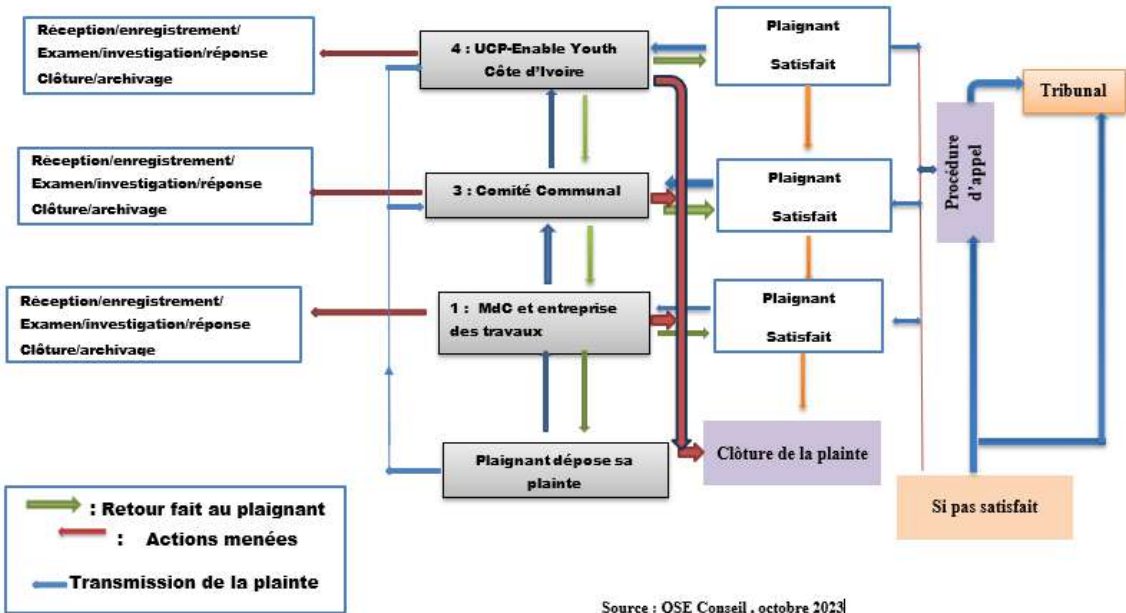 Réception/enregistrement/
Examen/investigation/réponse
Clôture/archivage
4 : UCP-Enable Youth
Côte d'Ivoire
Plaignant
Satisfait
Tribunal
Procédure
d'appel
Réception/enregistrement/
Examen/investigation/réponse
Clôture/archivage
3 : Comité Communal
Plaignant
Satisfait
Réception/enregistrement/
Examen/investigation/réponse
Clôture/archivage
1 : MdC et entreprise
des travaux
Plaignant
Satisfait
Plaignant dépose sa
plainte
Clôture de la plainte
Si pas satisfait
: Retour fait au plaignant
: Actions menées
Transmission de la plainte
Source : OSE Conseil , octobre 2023